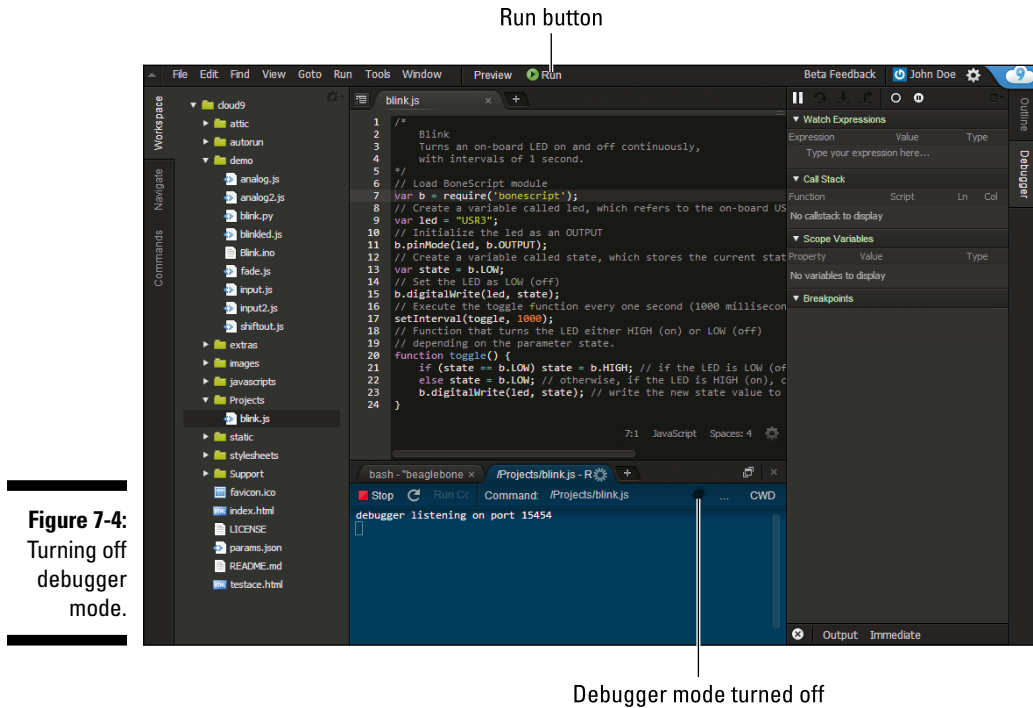 Run button
File Edit Find View Goto Run Tools Window Preview Run Beta Feedback John Doe 9
Workspace
Navigate
Commands
cloud9
attic
autorun
demo
analog.js
analog2.js
blink.py
blinkled.js
Blink.ino
fade.js
input.js
input2.js
shiftout.js
extras
images
javascripts
Projects
blink.js
static
stylesheets
Support
favicon.ico
index.html
LICENSE
params.json
README.md
testace.html
blink.js × +
1 /*
2 Blink
3 Turns an on-board LED on and off continuously,
4 with intervals of 1 second.
5 */
6 // Load BoneScript module
7 var b = require('bonescript');
8 // Create a variable called led, which refers to the on-board US
9 var led = "USR3";
10 // Initialize the led as an OUTPUT
11 b.pinMode(led, b.OUTPUT);
12 // Create a variable called state, which stores the current stat
13 var state = b.LOW;
14 // Set the LED as LOW (off)
15 b.digitalWrite(led, state);
16 // Execute the toggle function every one second (1000 millisecon
17 setInterval(toggle, 1000);
18 // Function that turns the LED either HIGH (on) or LOW (off)
19 // depending on the parameter state.
20 function toggle() {
21 if (state == b.LOW) state = b.HIGH; // if the LED is LOW (of
22 else state = b.LOW; // otherwise, if the LED is HIGH (on), c
23 b.digitalWrite(led, state); // write the new state value to
24 }
7:1 JavaScript Spaces: 4
bash - "beaglebone × /Projects/blink.js - R +
Stop Run Cc Command: /Projects/blink.js ... CWD
debugger listening on port 15454
Watch Expressions
Expression Value Type
Type your expression here...
Call Stack
Function Script Ln Col
No callstack to display
Scope Variables
Property Value Type
No variables to display
Breakpoints
Output Immediate
Outline
Debugger
Figure 7-4:
Turning off
debugger
mode.
Debugger mode turned off